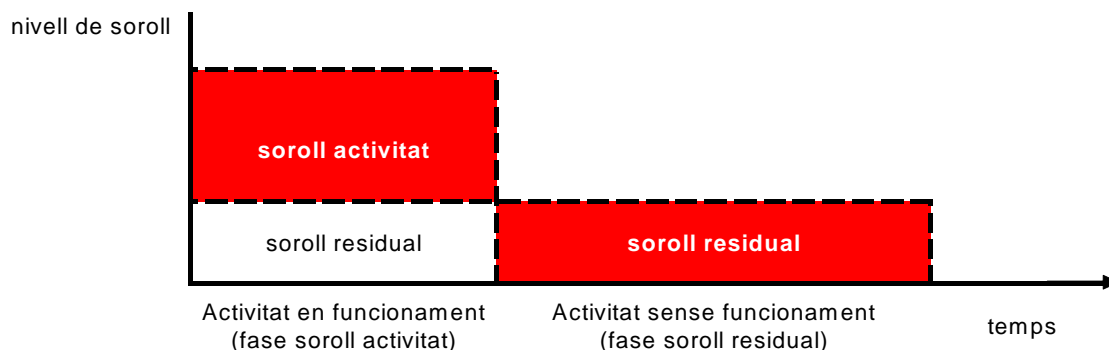 nivell de soroll
soroll activitat
soroll residual
soroll residual
Activitat en funcionament
(fase soroll activitat)
Activitat sense funcionament
(fase soroll residual)
temps